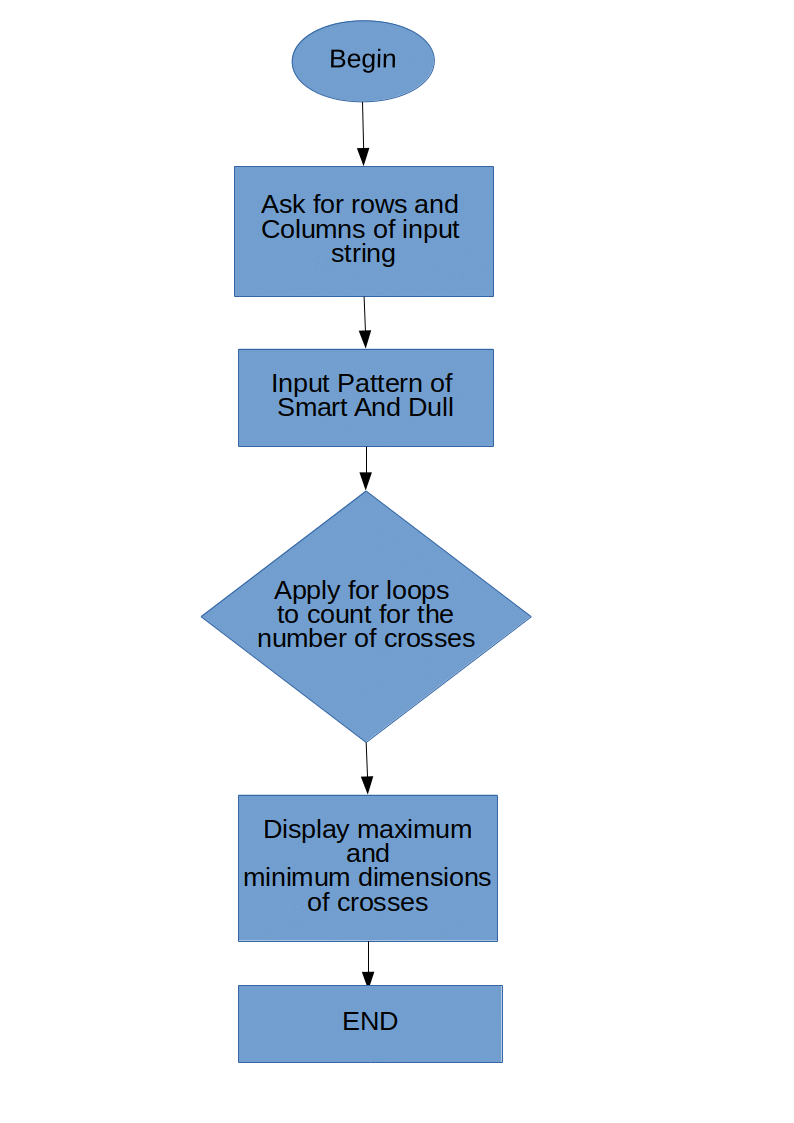 Begin
Ask for rows and
Columns of input
string
Input Pattern of
Smart And Dull
Apply for loops
to count for the
number of crosses
Display maximum
and
minimum dimensions
of crosses
END